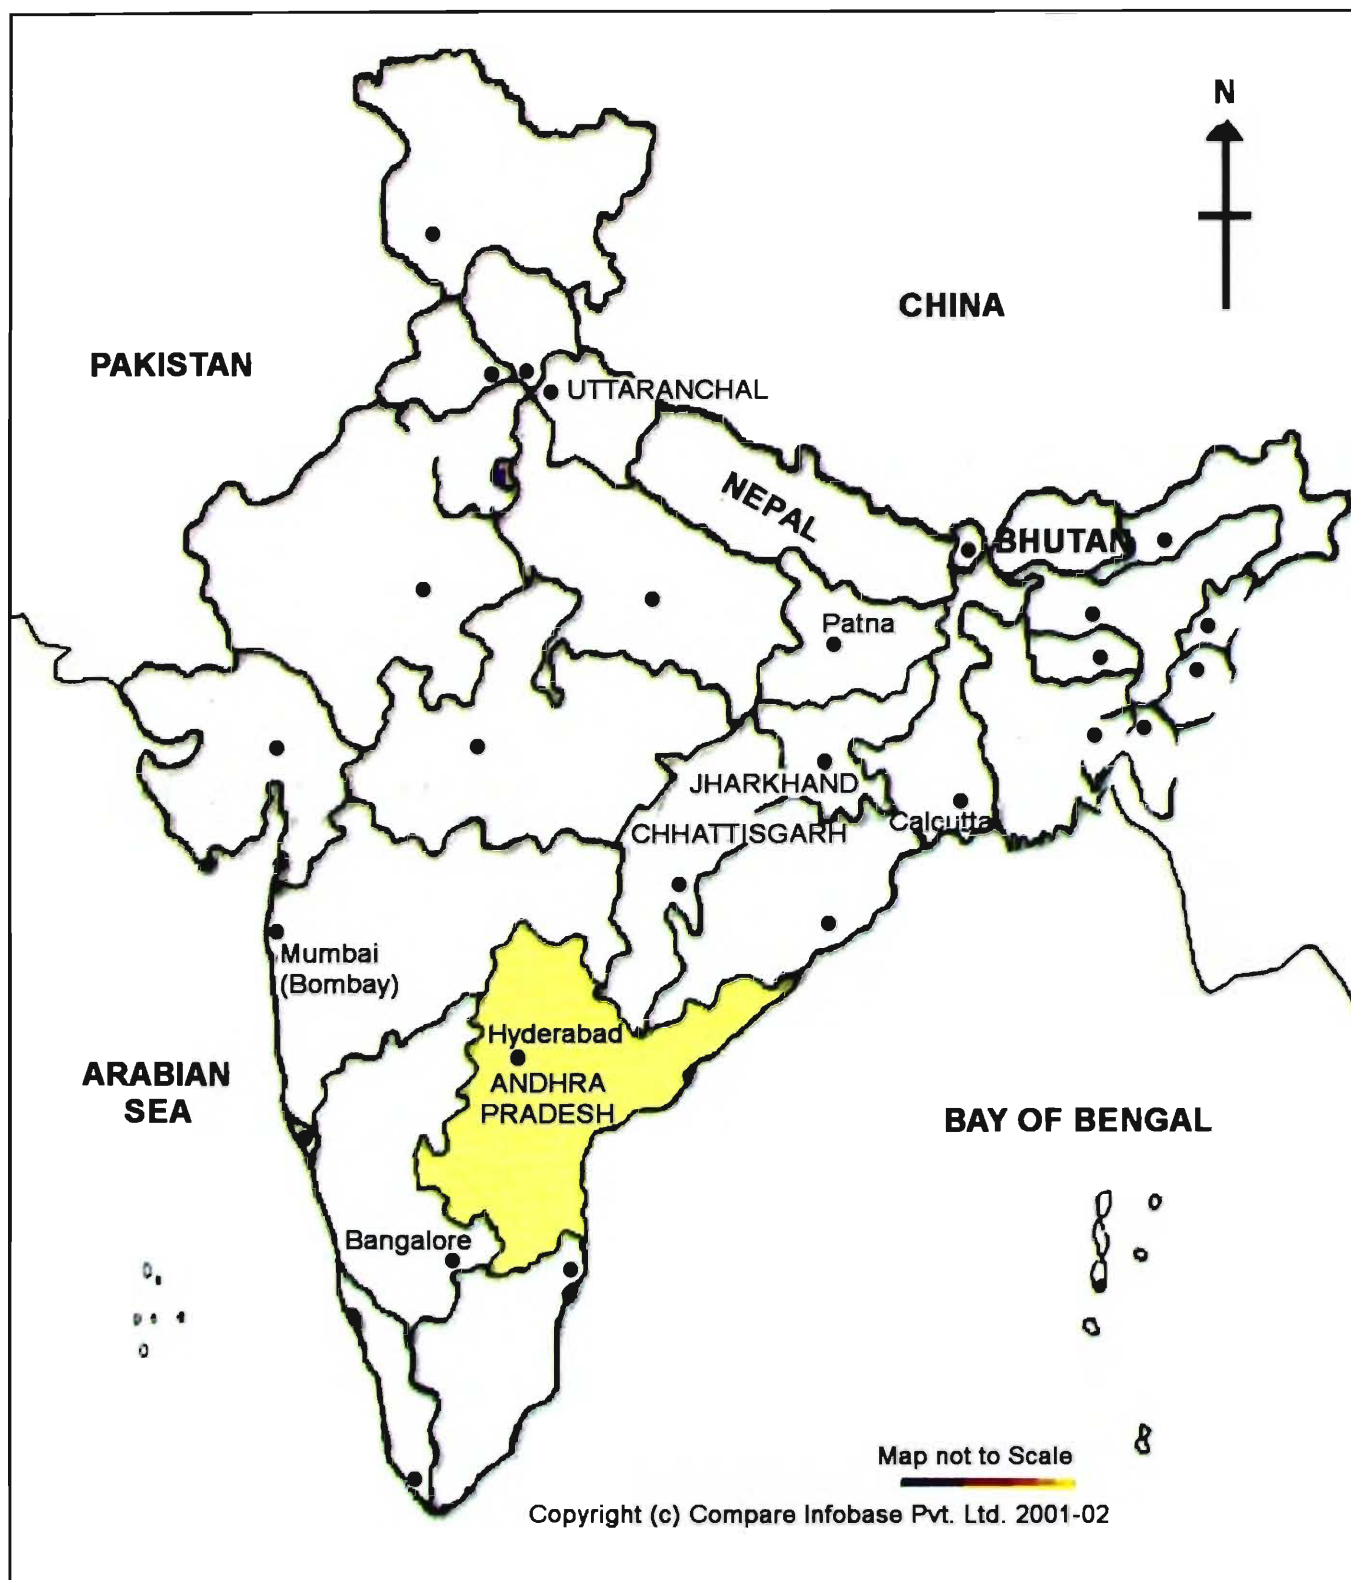 N
CHINA
PAKISTAN
UTTARANCHAL
NEPAL
BHUTAN
Patna
JHARKHAND
CHHATTISGARH
Calcutta
Mumbai
(Bombay)
Hyderabad
ANDHRA
PRADESH
ARABIAN
SEA
BAY OF BENGAL
Bangalore
Map not to Scale
Copyright (c) Compare Infobase Pvt. Ltd. 2001-02